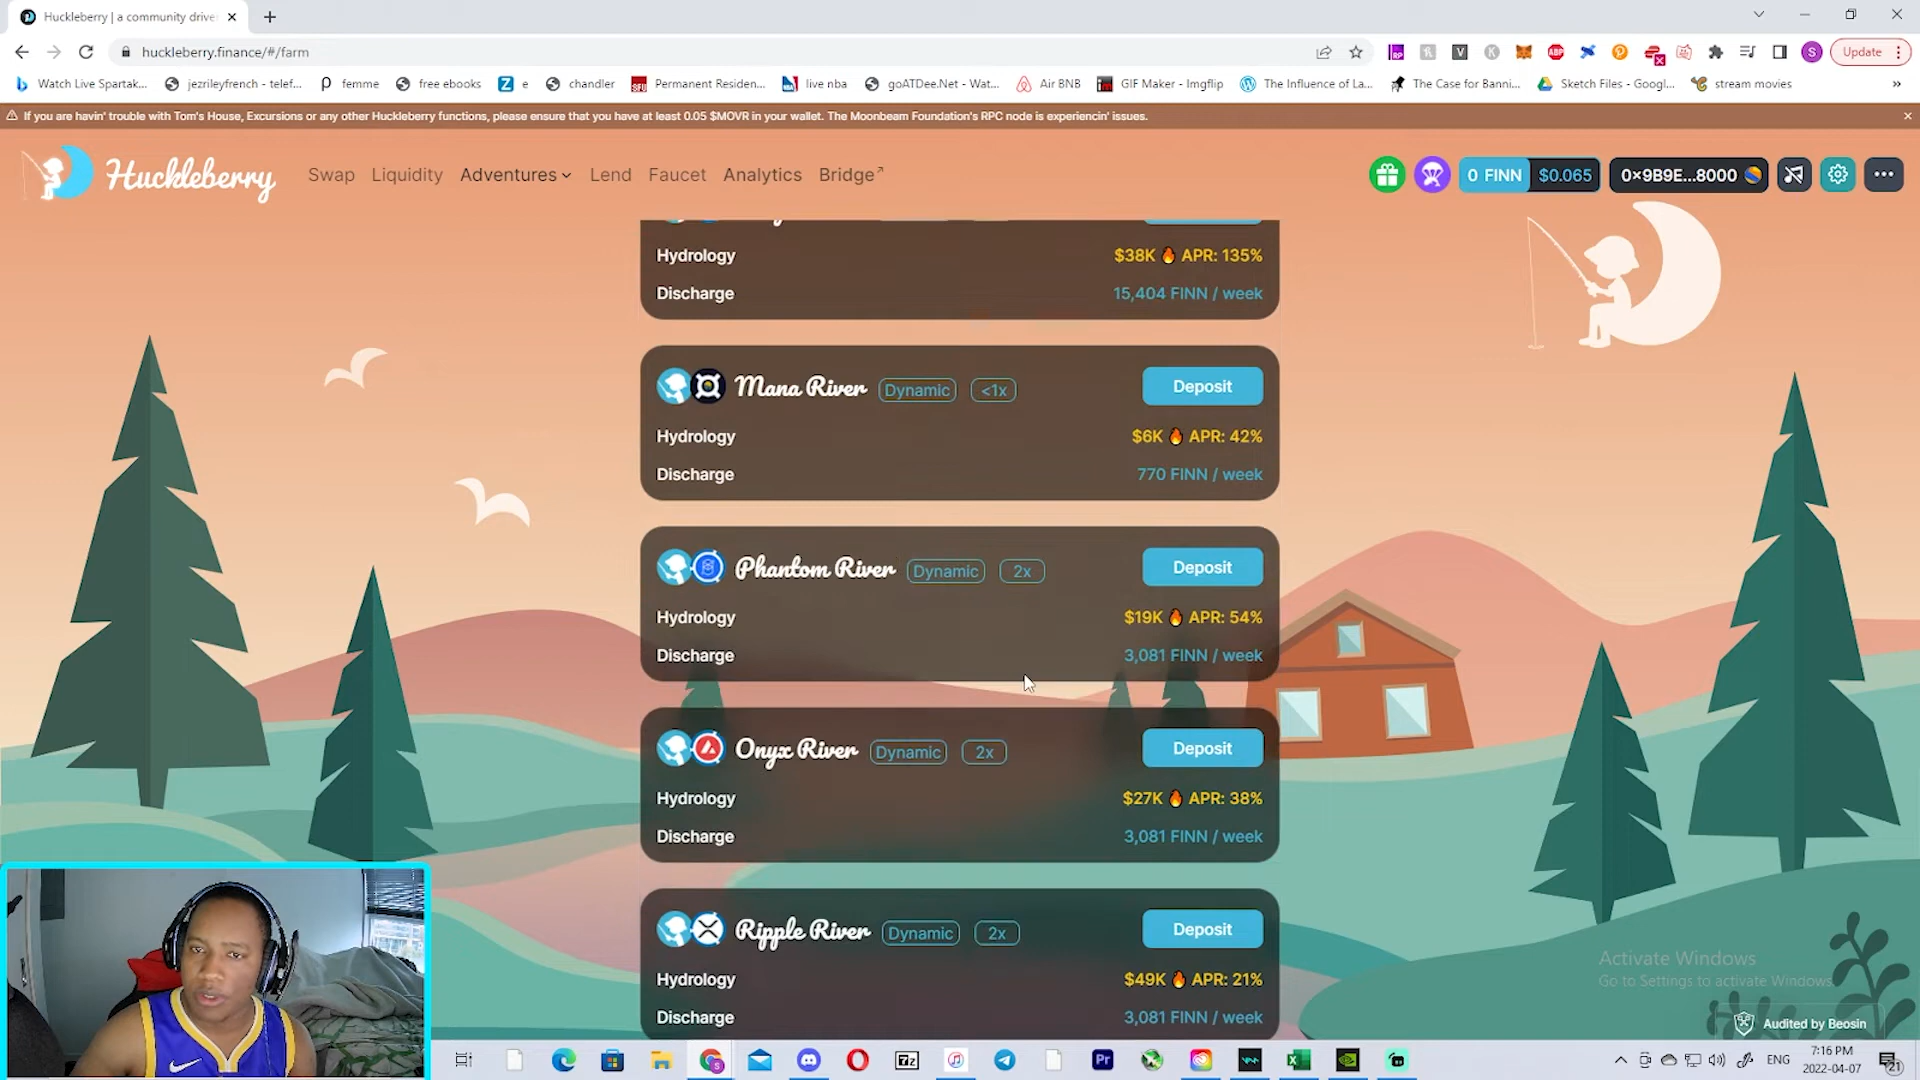 Huckleberry | a community drive
huckleberry.finance/#/farm
Update
Watch Live Spartak...
jezrileyfrench - telef...
femme
free ebooks
e
chandler
Permanent Residen...
live nba
goATDee.Net - Wat...
Air BNB
GIF Maker - Imgflip
The Influence of La...
The Case for Banni...
Sketch Files - Googl...
stream movies
If you are havin' trouble with Tom's House, Excursions or any other Huckleberry functions, please ensure that you have at least 0.05 $MOVR in your wallet. The Moonbeam Foundation's RPC node is experiencin' issues.
Huckleberry
Swap
Liquidity
Adventures
Lend
Faucet
Analytics
Bridge
0 FINN
$0.065
0×9B9E...8000
Hydrology
$38K 🔥 APR: 135%
Discharge
15,404 FINN / week
Mana River
Dynamic
<1x
Deposit
Hydrology
$6K 🔥 APR: 42%
Discharge
770 FINN / week
Phantom River
Dynamic
2x
Deposit
Hydrology
$19K 🔥 APR: 54%
Discharge
3,081 FINN / week
Onyx River
Dynamic
2x
Deposit
Hydrology
$27K 🔥 APR: 38%
Discharge
3,081 FINN / week
Ripple River
Dynamic
2x
Deposit
Hydrology
$49K 🔥 APR: 21%
Discharge
3,081 FINN / week
Activate Windows
Go to Settings to activate Windows.
Audited by Beosin
ENG
7:16 PM
2022-04-07
21